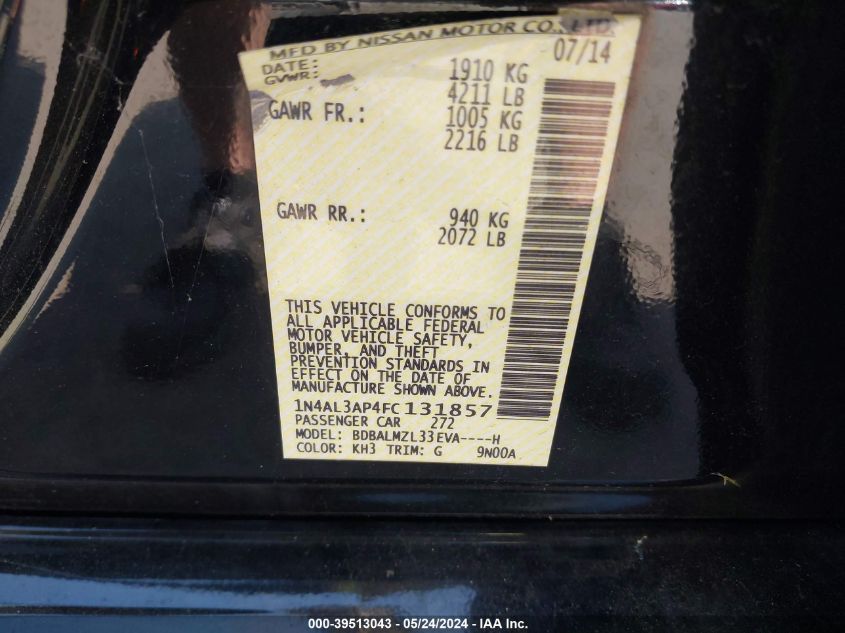 MFD BY NISSAN MOTOR CO., LTD.
DATE: 07/14
GVWR: 1910 KG
4211 LB
GAWR FR.: 1005 KG
2216 LB
GAWR RR.: 940 KG
2072 LB
THIS VEHICLE CONFORMS TO
ALL APPLICABLE FEDERAL
MOTOR VEHICLE SAFETY,
BUMPER, AND THEFT
PREVENTION STANDARDS IN
EFFECT ON THE DATE OF
MANUFACTURE SHOWN ABOVE.
1N4AL3AP4FC131857
PASSENGER CAR 272
MODEL: BDBALMZL33EVA----H
COLOR: KH3 TRIM: G 9N00A
000-39513043 - 05/24/2024 - IAA Inc.